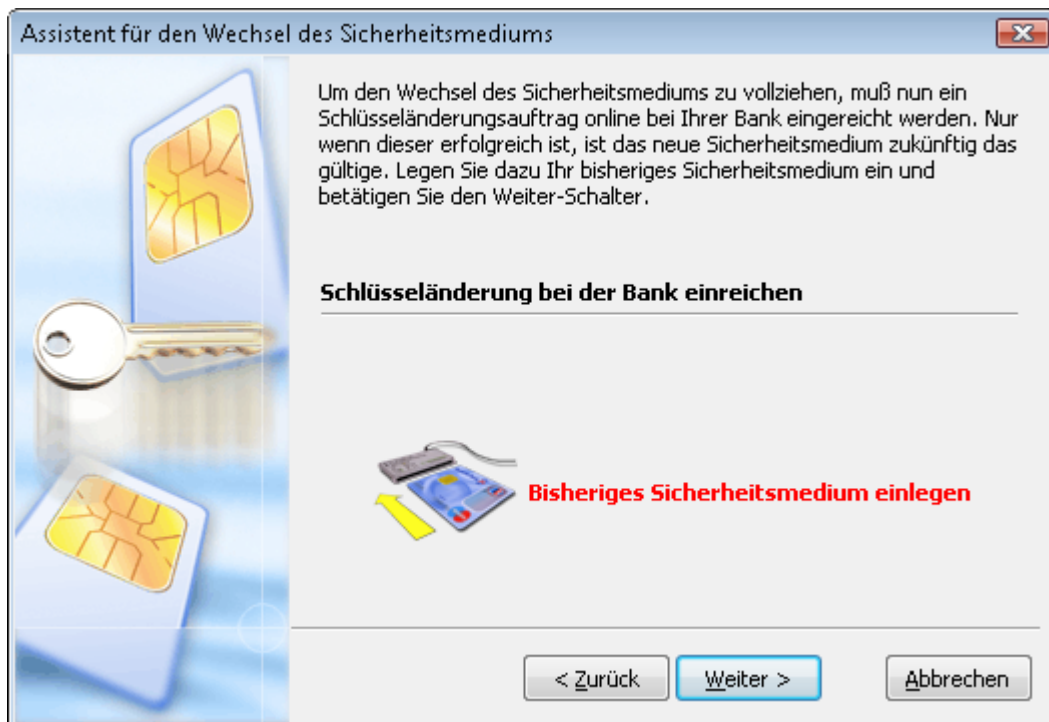 Assistent für den Wechsel des Sicherheitsmediums
Um den Wechsel des Sicherheitsmediums zu vollziehen, muß nun ein
Schlüsseländerungsauftrag online bei Ihrer Bank eingereicht werden. Nur
wenn dieser erfolgreich ist, ist das neue Sicherheitsmedium zukünftig das
gültige. Legen Sie dazu Ihr bisheriges Sicherheitsmedium ein und
betätigen Sie den Weiter-Schalter.
Schlüsseländerung bei der Bank einreichen
Bisheriges Sicherheitsmedium einlegen
< Zurück
Weiter >
Abbrechen